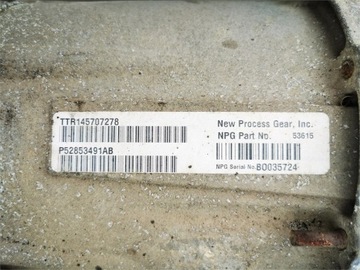 TTR145707278
New Process Gear, Inc.
NPG Part No. 53615
P52853491AB
NPG Serial No. B0035724